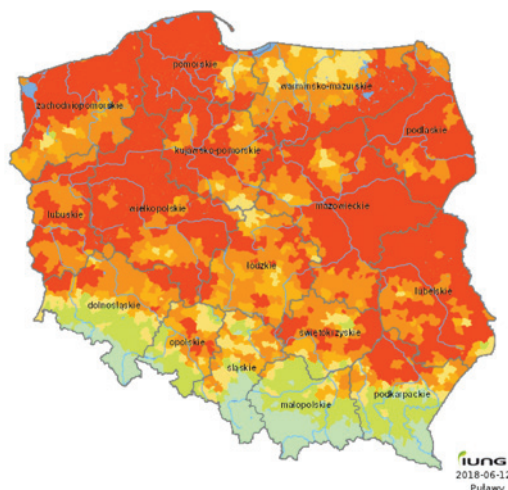 pomorskie
warmińsko-mazurskie
zachodniopomorskie
podlaskie
kujawsko-pomorskie
lubuskie
wielkopolskie
mazowieckie
łódzkie
lubelskie
dolnośląskie
opolskie
świętokrzyskie
śląskie
małopolskie
podkarpackie
IUNG
2018-06-12
Puławy